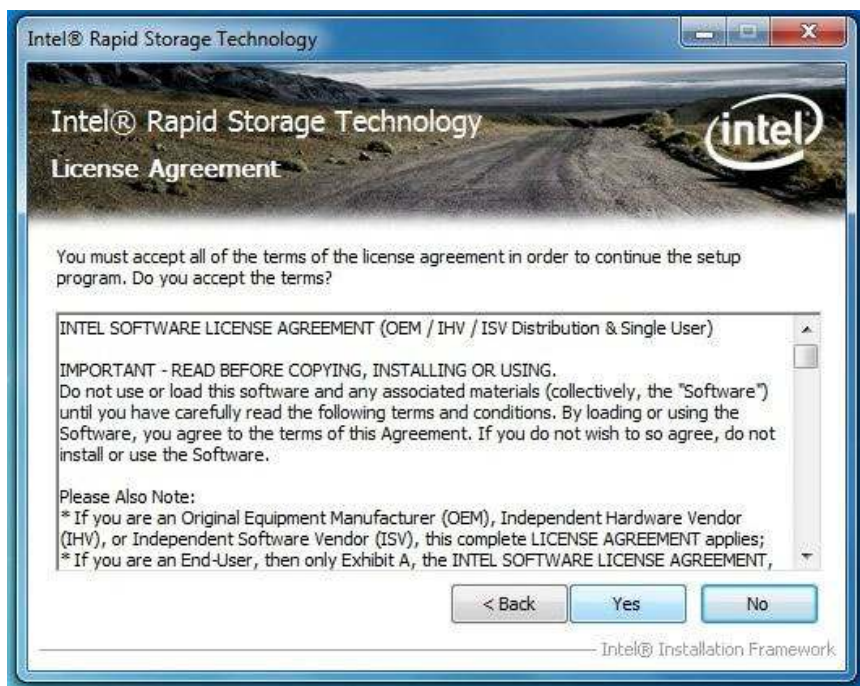 Intel® Rapid Storage Technology
Intel® Rapid Storage Technology
intel
License Agreement
You must accept all of the terms of the license agreement in order to continue the setup
program. Do you accept the terms?
INTEL SOFTWARE LICENSE AGREEMENT (OEM / IHV / ISV Distribution & Single User)
IMPORTANT - READ BEFORE COPYING, INSTALLING OR USING.
Do not use or load this software and any associated materials (collectively, the "Software")
until you have carefully read the following terms and conditions. By loading or using the
Software, you agree to the terms of this Agreement. If you do not wish to so agree, do not
install or use the Software.
Please Also Note:
* If you are an Original Equipment Manufacturer (OEM), Independent Hardware Vendor
(IHV), or Independent Software Vendor (ISV), this complete LICENSE AGREEMENT applies;
* If you are an End-User, then only Exhibit A, the INTEL SOFTWARE LICENSE AGREEMENT,
< Back Yes No
Intel® Installation Framework